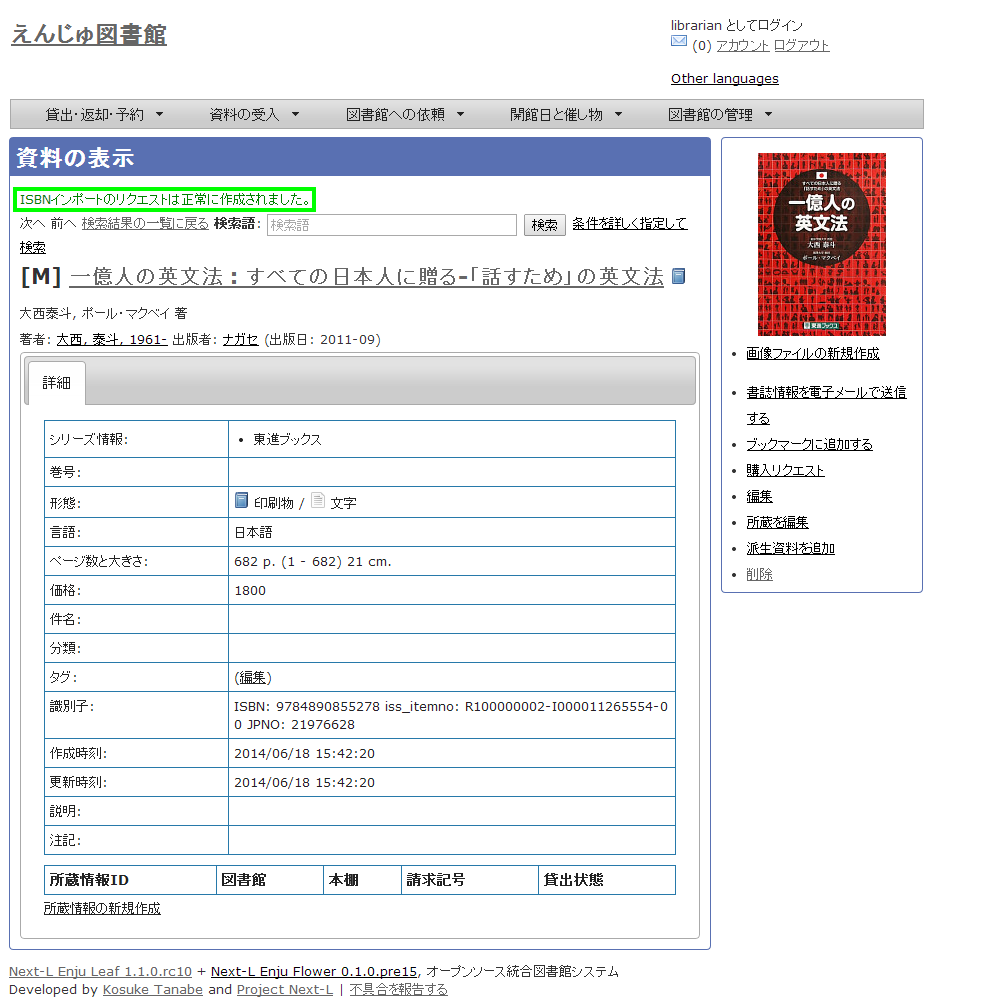 えんじゅ図書館
librarian としてログイン
(0) アカウント ログアウト
Other languages
貸出・返却・予約 資料の受入 図書館への依頼 開館日と催し物 図書館の管理
資料の表示
ISBNインポートのリクエストは正常に作成されました。
次へ 前へ 検索結果の一覧に戻る 検索語: 検索語 検索 条件を詳しく指定して
検索
[M] 一億人の英文法 : すべての日本人に贈る-「話すため」の英文法
大西泰斗, ポール・マクベイ 著
著者: 大西, 泰斗, 1961- 出版者: ナガセ (出版日: 2011-09)
詳細
シリーズ情報: • 東進ブックス
巻号:
形態: 印刷物 / 文字
言語: 日本語
ページ数と大きさ: 682 p. (1 - 682) 21 cm.
価格: 1800
件名:
分類:
タグ: (編集)
識別子: ISBN: 9784890855278 iss_itemno: R100000002-I000011265554-0
0 JPNO: 21976628
作成時刻: 2014/06/18 15:42:20
更新時刻: 2014/06/18 15:42:20
説明:
注記:
所蔵情報ID 図書館 本棚 請求記号 貸出状態
所蔵情報の新規作成
すべての日本人に贈る
「話すため」の英文法
一億人の
英文法
大西 泰斗
ポール・マクベイ
東進ブックス
• 画像ファイルの新規作成
• 書誌情報を電子メールで送信
する
• ブックマークに追加する
• 購入リクエスト
• 編集
• 所蔵を編集
• 派生資料を追加
• 削除
Next-L Enju Leaf 1.1.0.rc10 + Next-L Enju Flower 0.1.0.pre15, オープンソース統合図書館システム
Developed by Kosuke Tanabe and Project Next-L | 不具合を報告する